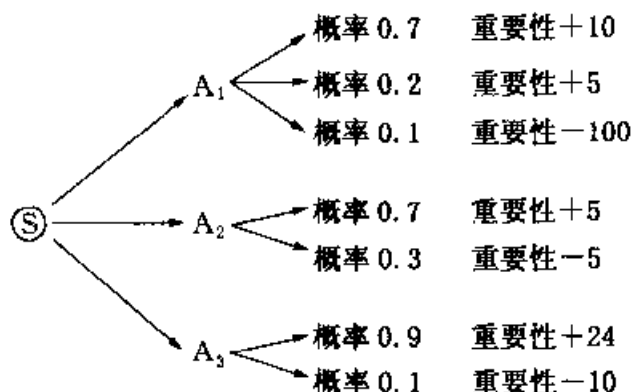 概率 0.7 重要性+10
A₁
概率 0.2 重要性+5
概率 0.1 重要性-100
概率 0.7 重要性+5
S
A₂
概率 0.3 重要性-5
概率 0.9 重要性+24
A₃
概率 0.1 重要性-10